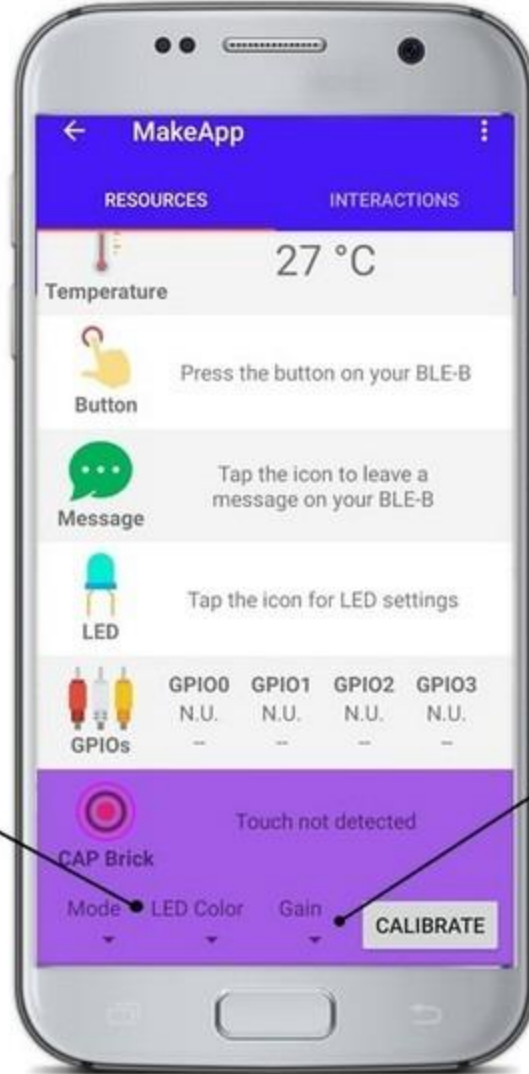 MakeApp
RESOURCES INTERACTIONS
27 °C
Temperature
Press the button on your BLE-B
Button
Tap the icon to leave a
message on your BLE-B
Message
Tap the icon for LED settings
LED
GPIO0 GPIO1 GPIO2 GPIO3
N.U. N.U. N.U. N.U.
-- -- -- --
GPIOs
Touch not detected
CAP Brick
Mode LED Color Gain
CALIBRATE